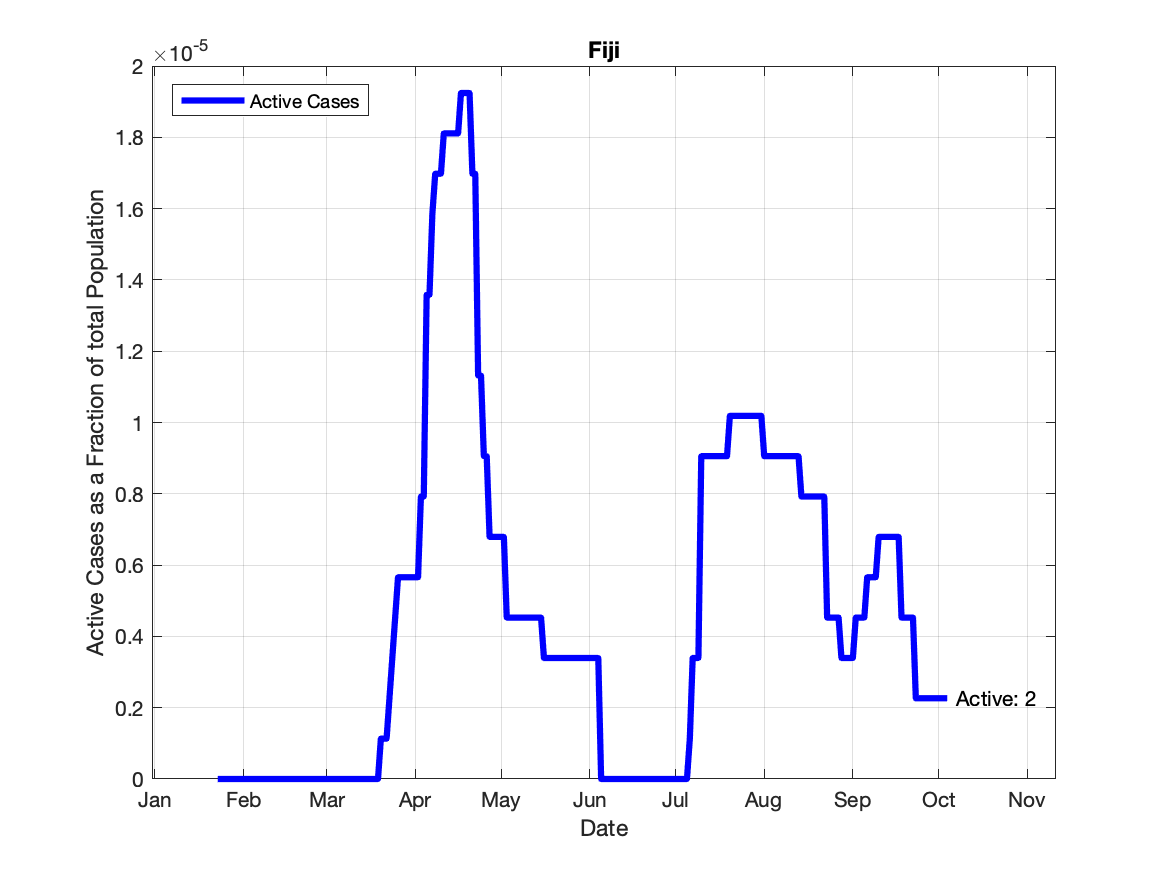 Fiji
×10-5
2
1.8
1.6
1.4
1.2
1
0.8
0.6
0.4
0.2
0
Active Cases as a Fraction of total Population
Active Cases
Active: 2
Jan Feb Mar Apr May Jun Jul Aug Sep Oct Nov
Date